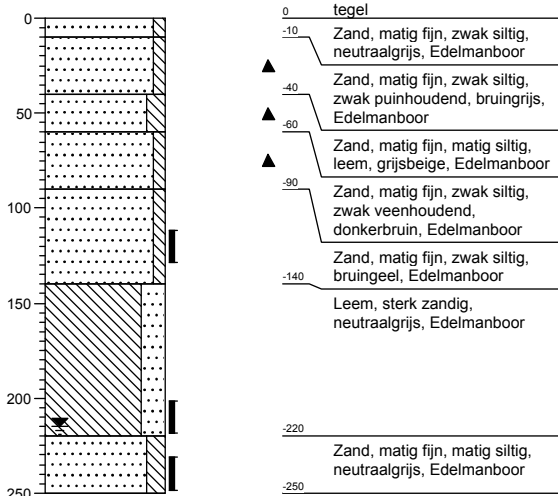 0
50
100
150
200
250
0
tegel
-10
Zand, matig fijn, zwak siltig,
neutraalgrijs, Edelmanboor
-40
Zand, matig fijn, zwak siltig,
zwak puinhoudend, bruingrijs,
Edelmanboor
-60
Zand, matig fijn, matig siltig,
leem, grijsbeige, Edelmanboor
-90
Zand, matig fijn, zwak siltig,
zwak veenhoudend,
donkerbruin, Edelmanboor
Zand, matig fijn, zwak siltig,
bruingeel, Edelmanboor
-140
Leem, sterk zandig,
neutraalgrijs, Edelmanboor
-220
Zand, matig fijn, matig siltig,
neutraalgrijs, Edelmanboor
-250